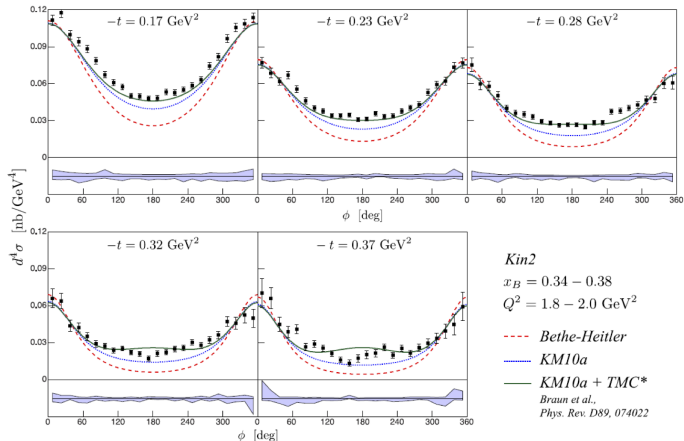 −t = 0.17 GeV²
−t = 0.23 GeV²
−t = 0.28 GeV²
0.12
0.09
0.06
0.03
0
0 60 120 180 240 300 0 60 120 180 240 300 0 60 120 180 240 300 360
ϕ [deg]
ϕ [deg]
d⁴σ [nb/GeV⁴]
−t = 0.32 GeV²
− t = 0.37 GeV²
0.12
0.09
0.06
0.03
0
0 60 120 180 240 300 0 60 120 180 240 300 360
ϕ [deg]
Kin2
x_B = 0.34 − 0.38
Q² = 1.8 − 2.0 GeV²
Bethe-Heitler
KM10a
KM10a + TMC*
Braun et al.,
Phys. Rev. D89, 074022